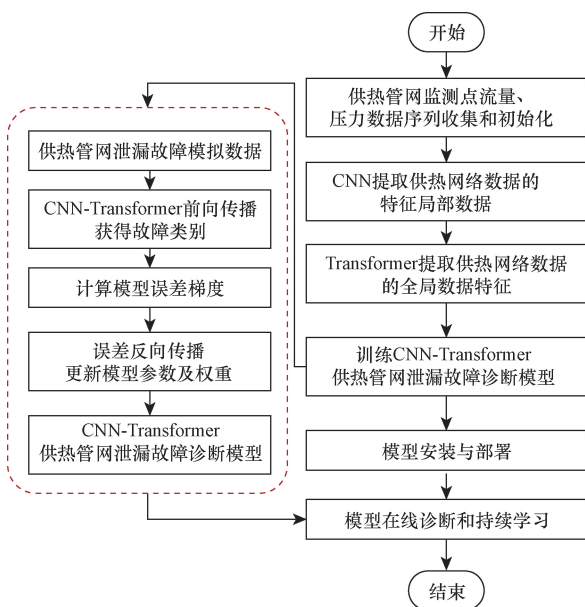 开始
供热管网监测点流量、
压力数据序列收集和初始化
CNN提取供热网络数据的
特征局部数据
Transformer提取供热网络数据
的全局数据特征
训练CNN-Transformer
供热管网泄漏故障诊断模型
模型安装与部署
模型在线诊断和持续学习
结束
供热管网泄漏故障模拟数据
CNN-Transformer前向传播
获得故障类别
计算模型误差梯度
误差反向传播
更新模型参数及权重
CNN-Transformer
供热管网泄漏故障诊断模型